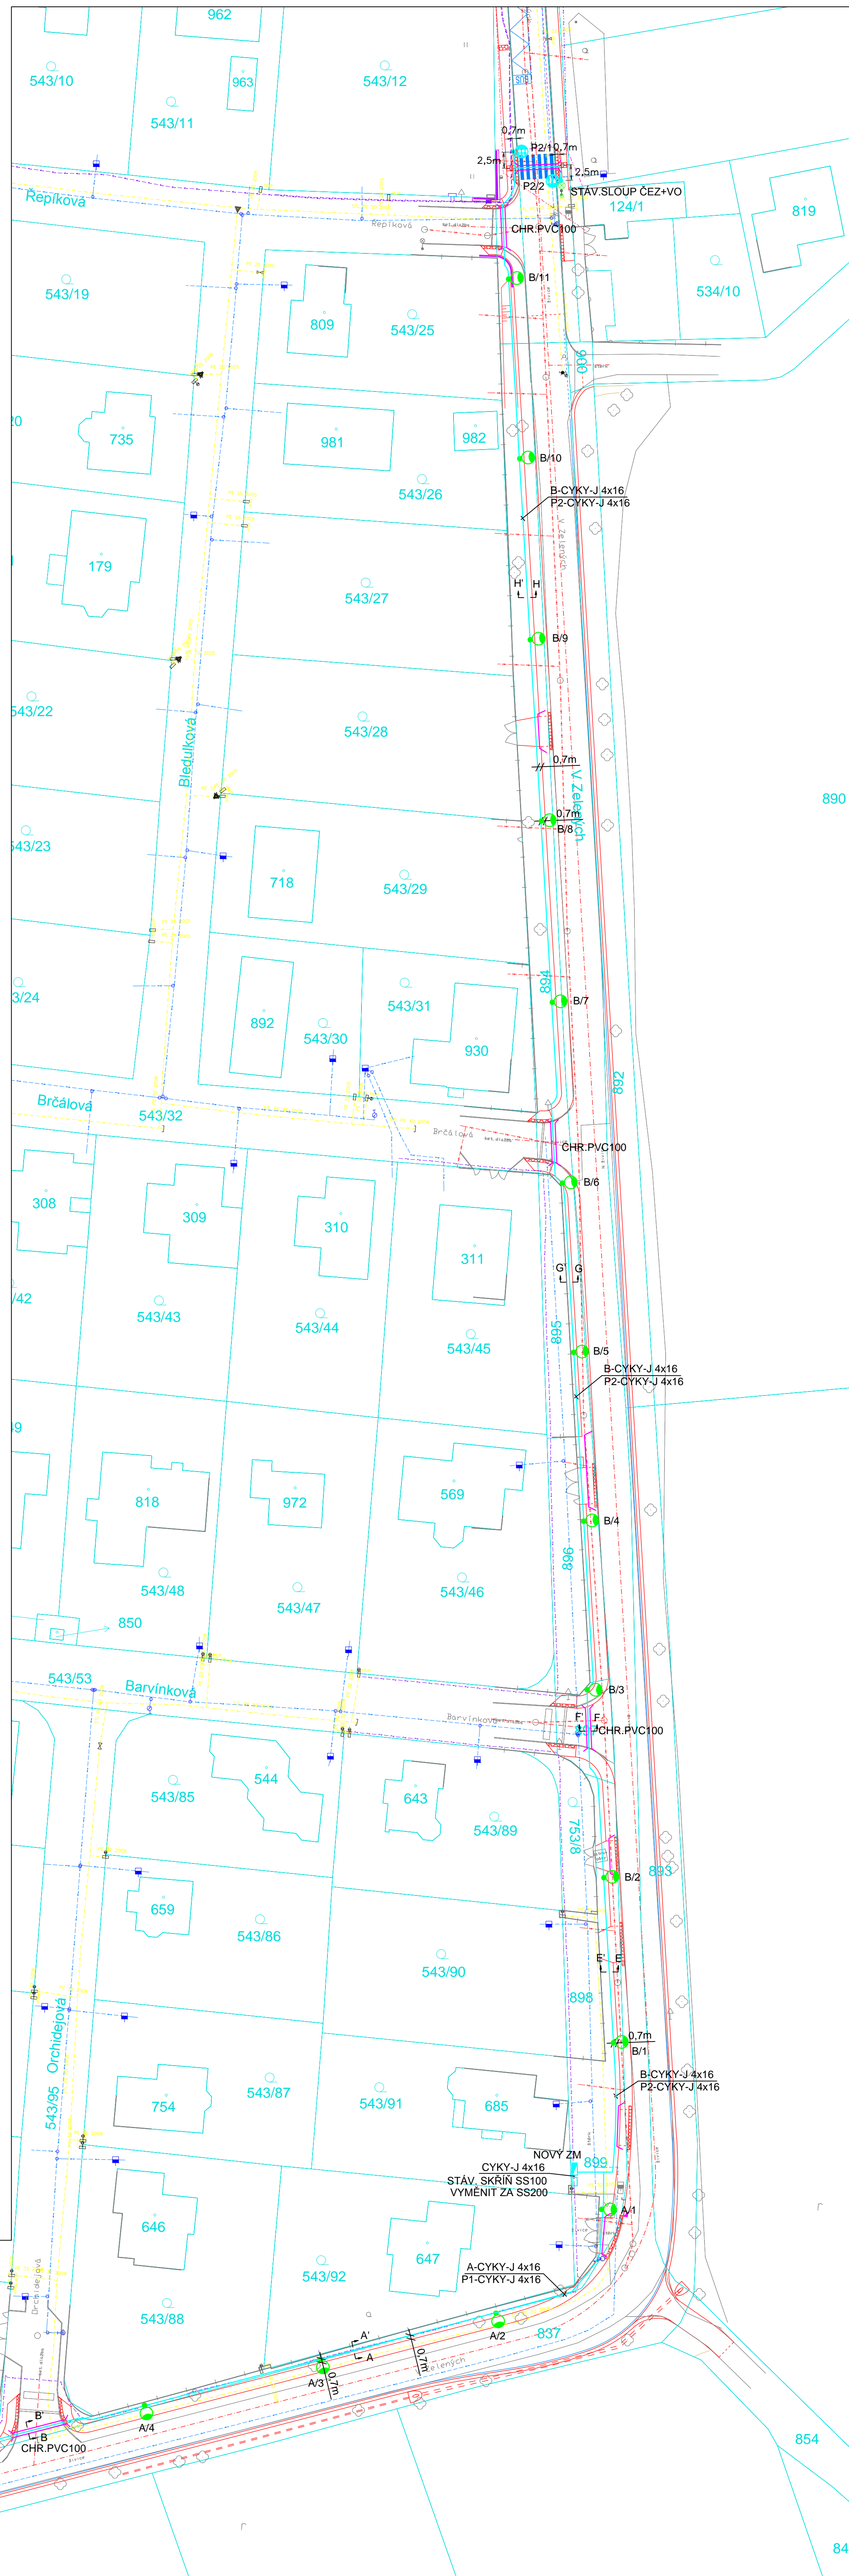 962
543/10
963
543/12
543/11
BUS
0,7m
P2/1
0,7m
2,5m
2,5m
P2/2
STÁV.SLOUP ČEZ+VO
124/1
819
Řepíková
Řepíková
CHR.PVC100
534/10
543/19
B/11
809
543/25
900
20
735
981
982
B/10
543/26
B-CYKY-J 4x16
P2-CYKY-J 4x16
V Zelených
179
543/27
H'
H
B/9
543/22
543/28
Bledulková
0,7m
V Zelených
890
0,7m
B/8
543/23
718
543/29
894
3/24
892
543/30
543/31
930
B/7
892
Brčálová
543/32
Brčálová
CHR.PVC100
308
309
310
B/6
311
G'
G
/42
543/43
543/44
543/45
895
B/5
B-CYKY-J 4x16
P2-CYKY-J 4x16
49
818
972
569
B/4
896
543/48
543/47
543/46
850
543/53
Barvínková
B/3
Barvínková
F'
F
CHR.PVC100
543/85
544
643
543/89
753/8
893
B/2
659
543/86
543/90
E'
E
898
543/95
Orchidejová
0,7m
B/1
754
543/87
543/91
685
B-CYKY-J 4x16
P2-CYKY-J 4x16
NOVÝ ZM
CYKY-J 4x16
STÁV. SKŘÍŇ SS100
VYMĚNIT ZA SS200
899
A/1
646
543/92
647
A-CYKY-J 4x16
P1-CYKY-J 4x16
Orchidejová
543/88
A/2
837
A'
A
0,7m
A/3
0,7m
Zelených
A/4
B'
B
CHR.PVC100
854
84